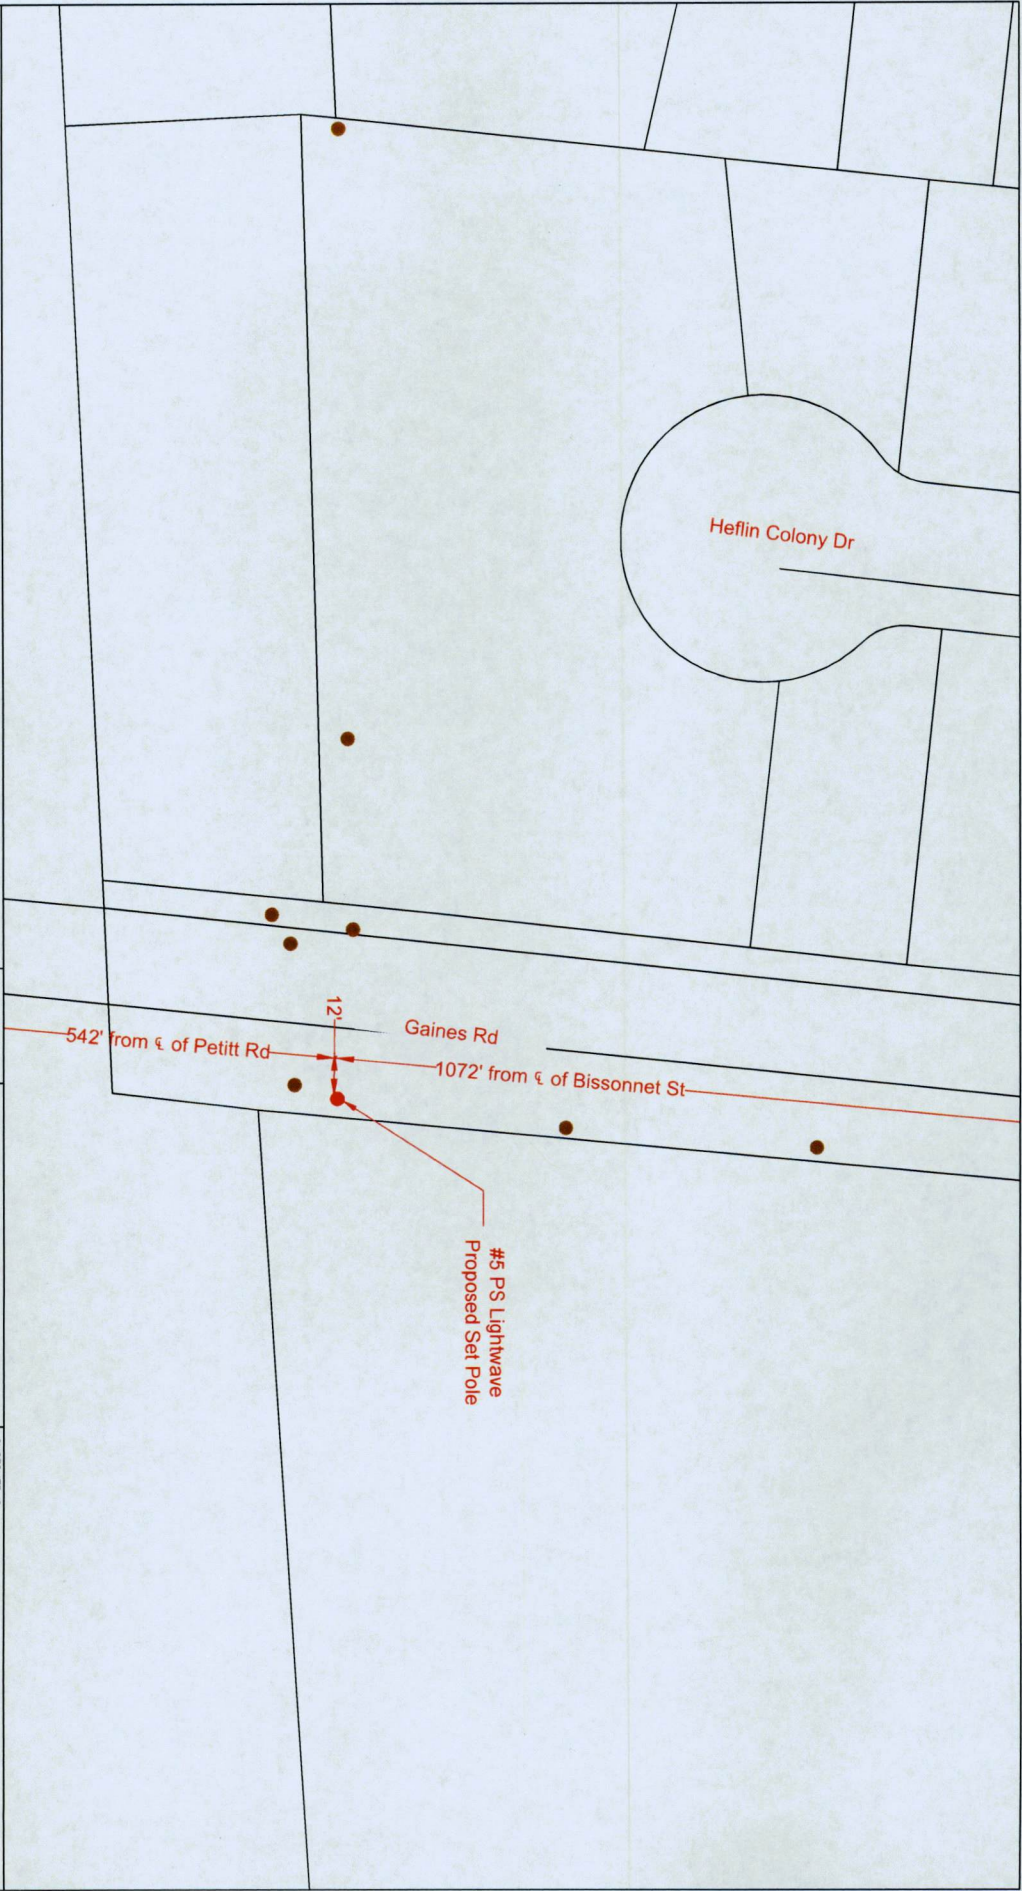 Heflin Colony Dr
12'
Gaines Rd
542' from ℄ of Petitt Rd
1072' from ℄ of Bissonnet St
#5 PS Lightwave
Proposed Set Pole